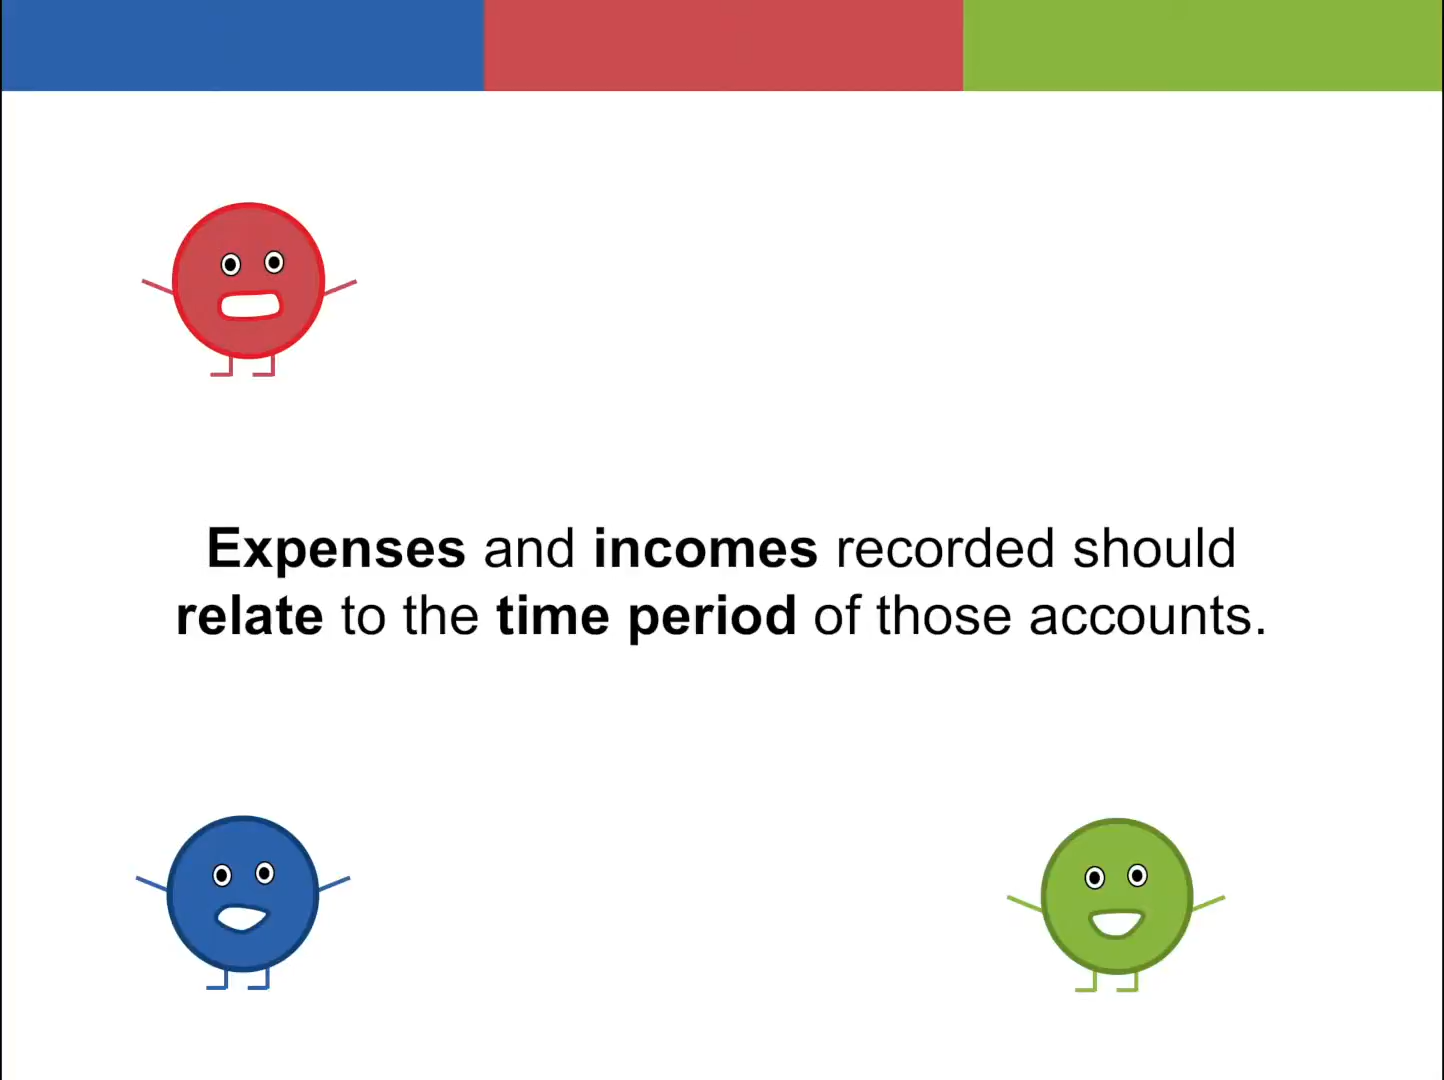 Expenses and incomes recorded should
relate to the time period of those accounts.